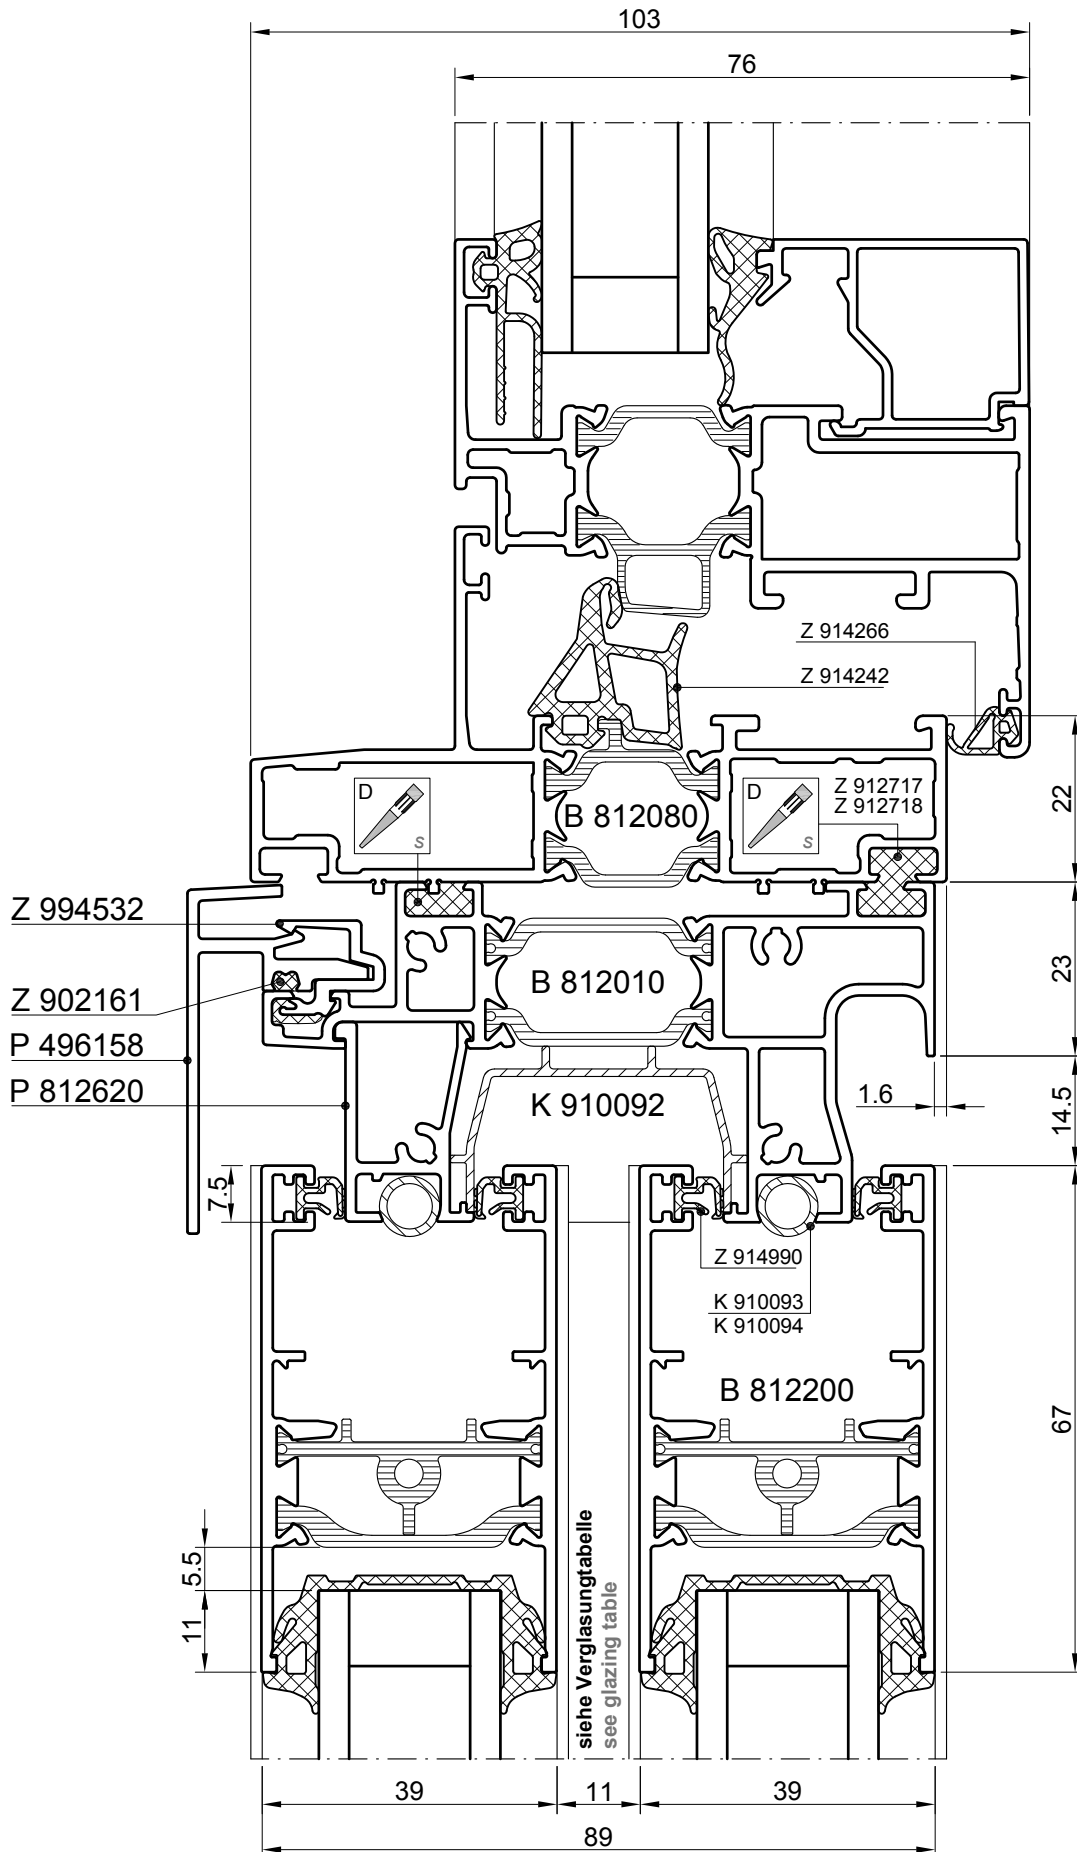 103
76
Z 914266
Z 914242
D
s
B 812080
D
s
Z 912717
Z 912718
22
Z 994532
B 812010
23
Z 902161
P 496158
P 812620
K 910092
1.6
14.5
7.5
Z 914990
K 910093
K 910094
B 812200
67
5.5
11
siehe Verglasungtabelle
see glazing table
39
11
39
89